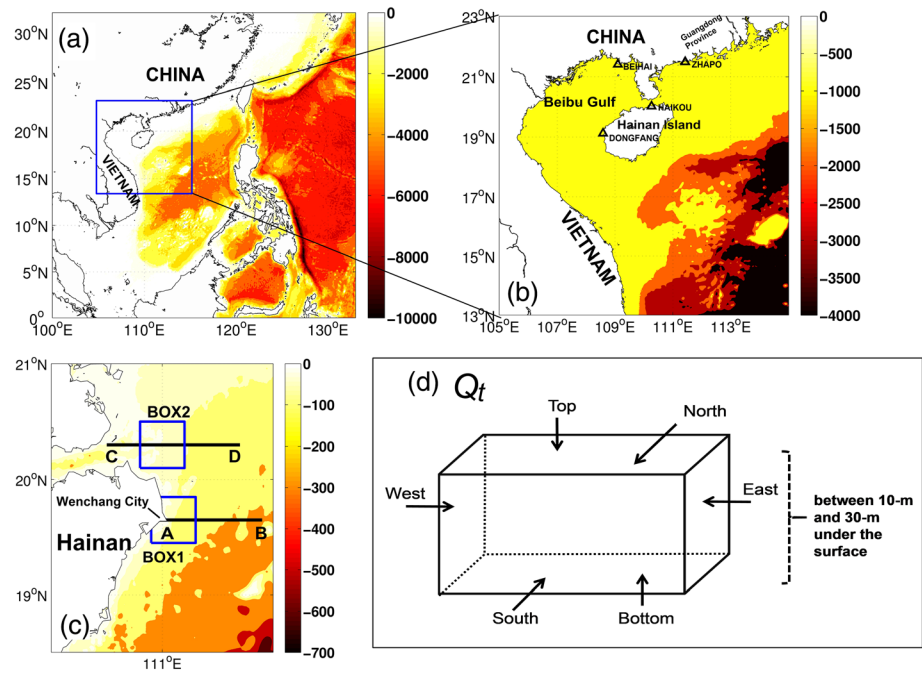 (a)
CHINA
VIETNAM
30°N
25°N
20°N
15°N
10°N
5°N
0°
100°E
110°E
120°E
130°E
0
−2000
−4000
−6000
−8000
−10000
(b)
CHINA
Guangdong
Province
BEIHAI
ZHAPO
Beibu Gulf
HAIKOU
Hainan Island
DONGFANG
VIETNAM
23°N
21°N
19°N
17°N
15°N
13°N
105°E
107°E
109°E
111°E
113°E
0
−500
−1000
−1500
−2000
−2500
−3000
−3500
−4000
(c)
21°N
20°N
19°N
111°E
BOX2
C
D
Wenchang City
Hainan
A
B
BOX1
0
−100
−200
−300
−400
−500
−600
−700
(d)
Qt
Top
North
West
East
South
Bottom
between 10-m
and 30-m
under the
surface